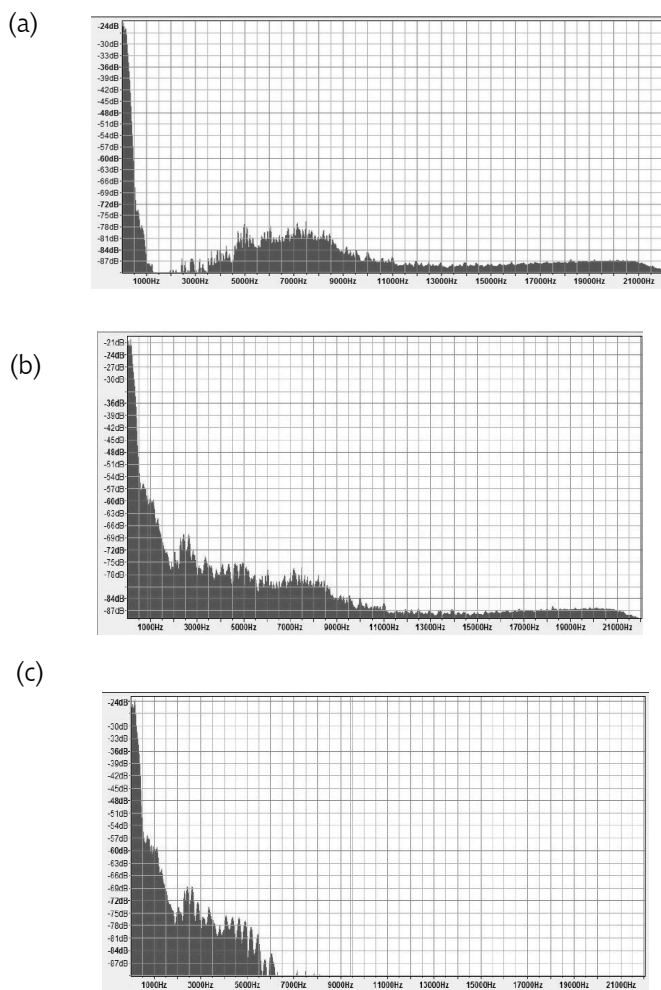 (a)
-24dB
-30dB
-33dB
-36dB
-39dB
-42dB
-45dB
-48dB
-51dB
-54dB
-57dB
-60dB
-63dB
-66dB
-69dB
-72dB
-75dB
-78dB
-81dB
-84dB
-87dB
1000Hz 3000Hz 5000Hz 7000Hz 9000Hz 11000Hz 13000Hz 15000Hz 17000Hz 19000Hz 21000Hz
(b)
-21dB
-24dB
-27dB
-30dB
-36dB
-39dB
-42dB
-45dB
-48dB
-51dB
-54dB
-57dB
-60dB
-63dB
-66dB
-69dB
-72dB
-75dB
-78dB
-84dB
-87dB
1000Hz 3000Hz 5000Hz 7000Hz 9000Hz 11000Hz 13000Hz 15000Hz 17000Hz 19000Hz 21000Hz
(c)
-24dB
-30dB
-33dB
-36dB
-39dB
-42dB
-45dB
-48dB
-51dB
-54dB
-57dB
-60dB
-63dB
-66dB
-69dB
-72dB
-75dB
-78dB
-81dB
-84dB
-87dB
1000Hz 3000Hz 5000Hz 7000Hz 9000Hz 11000Hz 13000Hz 15000Hz 17000Hz 19000Hz 21000Hz